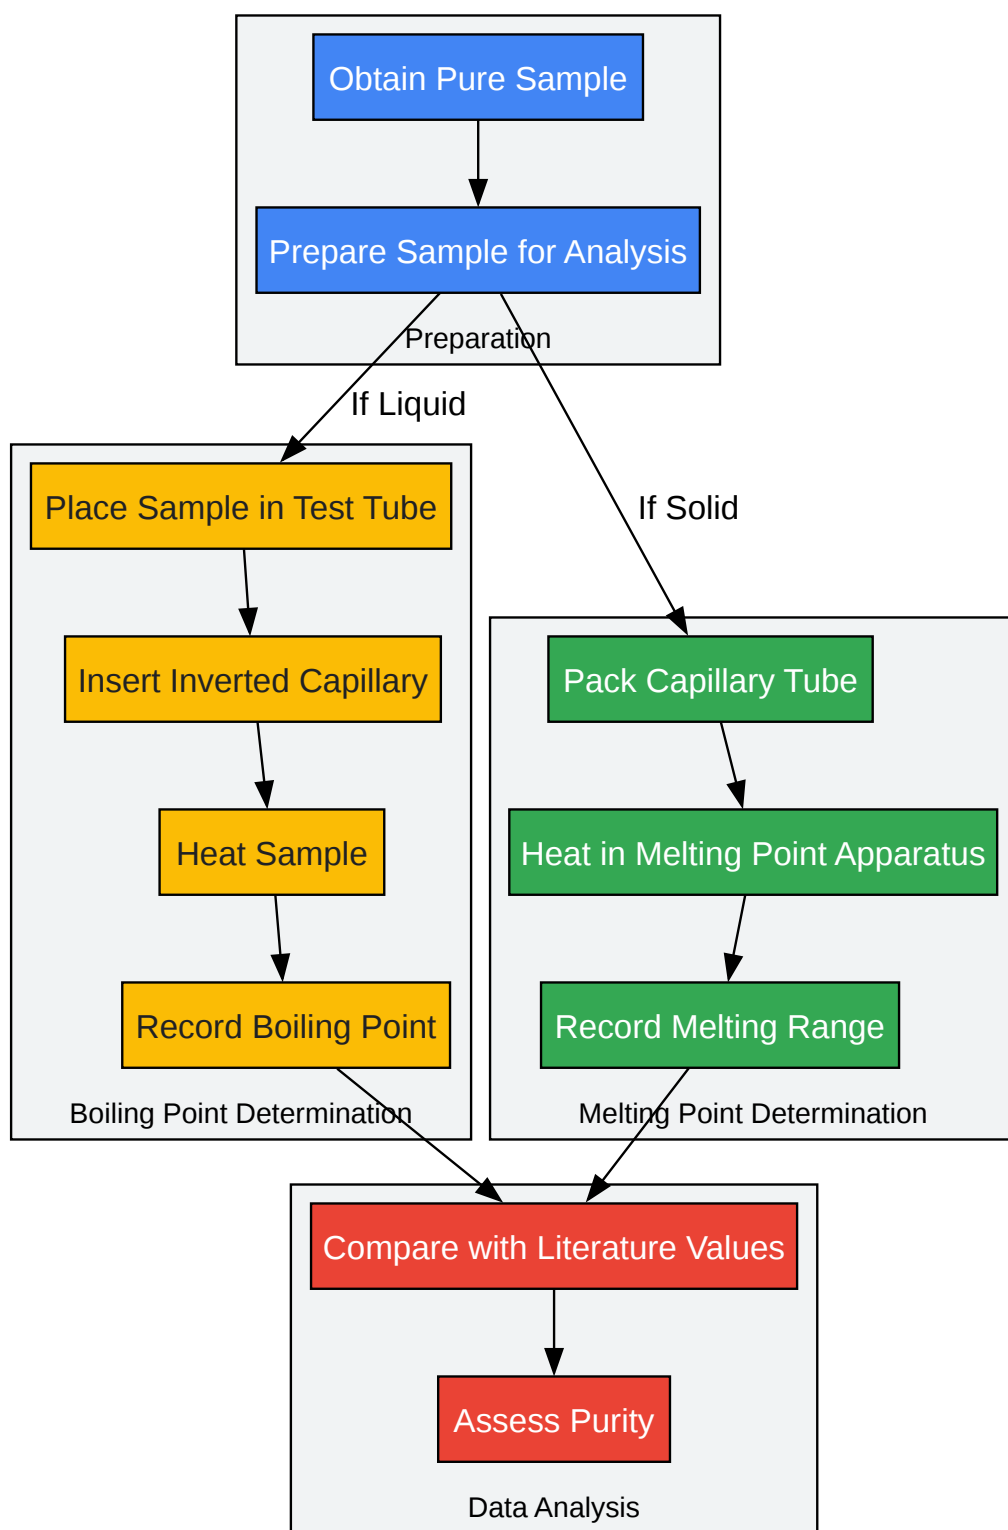 Obtain Pure Sample
Prepare Sample for Analysis
Preparation
If Liquid
If Solid
Place Sample in Test Tube
Insert Inverted Capillary
Heat Sample
Record Boiling Point
Boiling Point Determination
Pack Capillary Tube
Heat in Melting Point Apparatus
Record Melting Range
Melting Point Determination
Compare with Literature Values
Assess Purity
Data Analysis